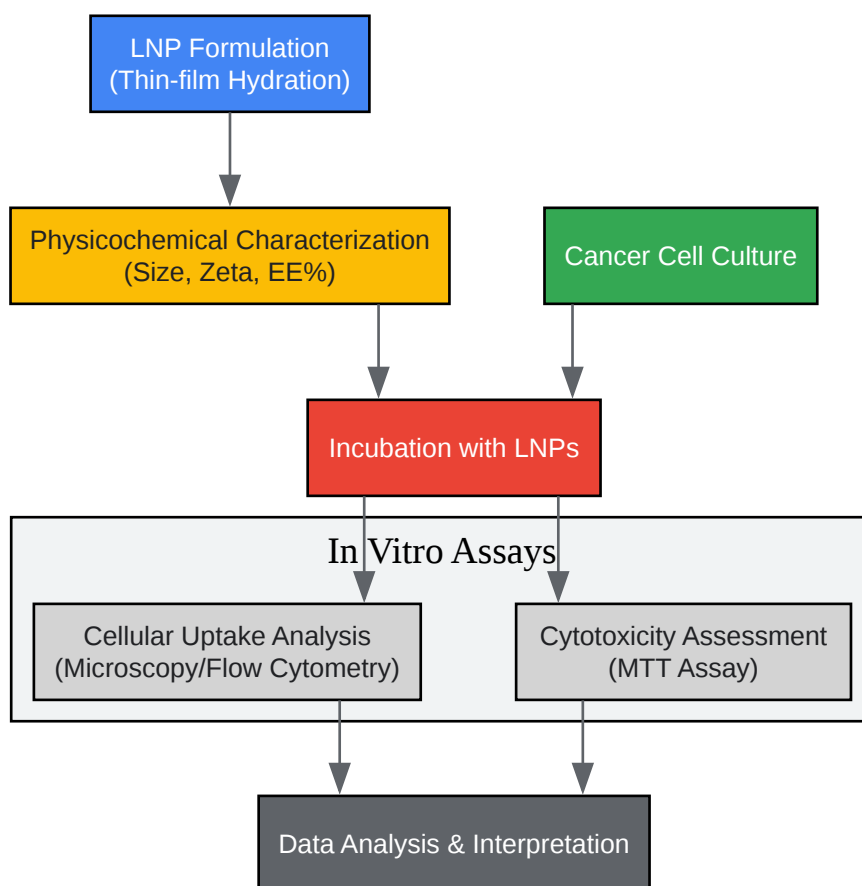 LNP Formulation
(Thin-film Hydration)
Physicochemical Characterization
(Size, Zeta, EE%)
Cancer Cell Culture
Incubation with LNPs
In Vitro Assays
Cellular Uptake Analysis
(Microscopy/Flow Cytometry)
Cytotoxicity Assessment
(MTT Assay)
Data Analysis & Interpretation